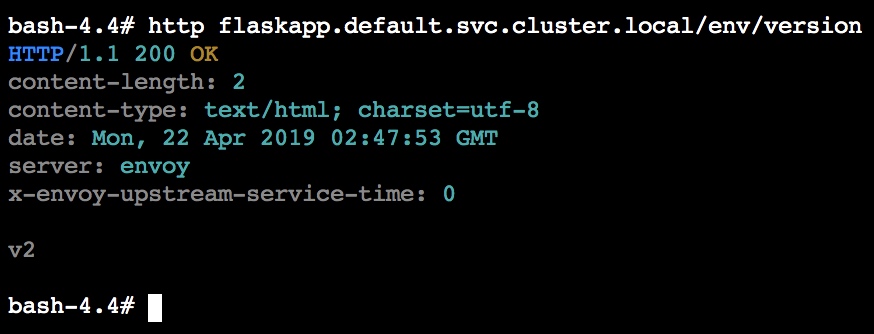 bash-4.4# http flaskapp.default.svc.cluster.local/env/version
HTTP/1.1 200 OK
content-length: 2
content-type: text/html; charset=utf-8
date: Mon, 22 Apr 2019 02:47:53 GMT
server: envoy
x-envoy-upstream-service-time: 0
v2
bash-4.4#